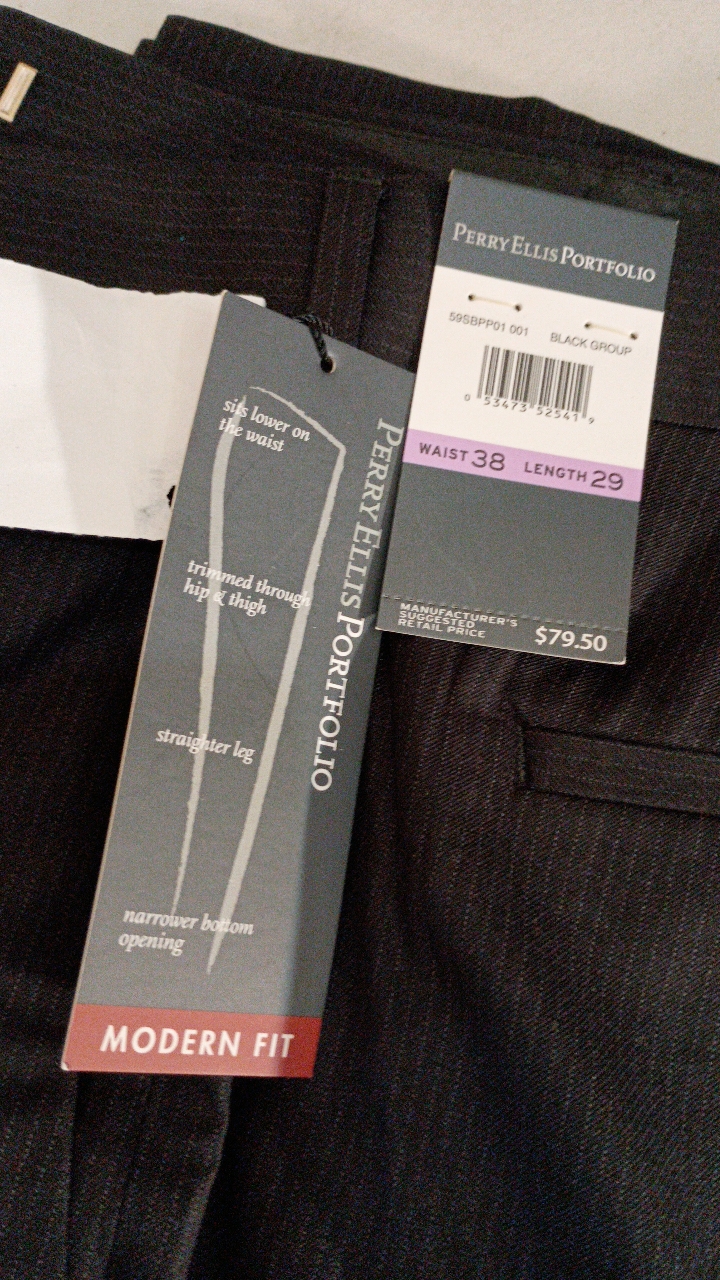 PERRY ELLIS PORTFOLIO
59SBPP01 001 BLACK GROUP
0 53473 52541 9
WAIST 38 LENGTH 29
MANUFACTURER'S
SUGGESTED
RETAIL PRICE
$79.50
sits lower on
the waist
trimmed through
hip & thigh
straighter leg
narrower bottom
opening
PERRY ELLIS PORTFOLIO
MODERN FIT